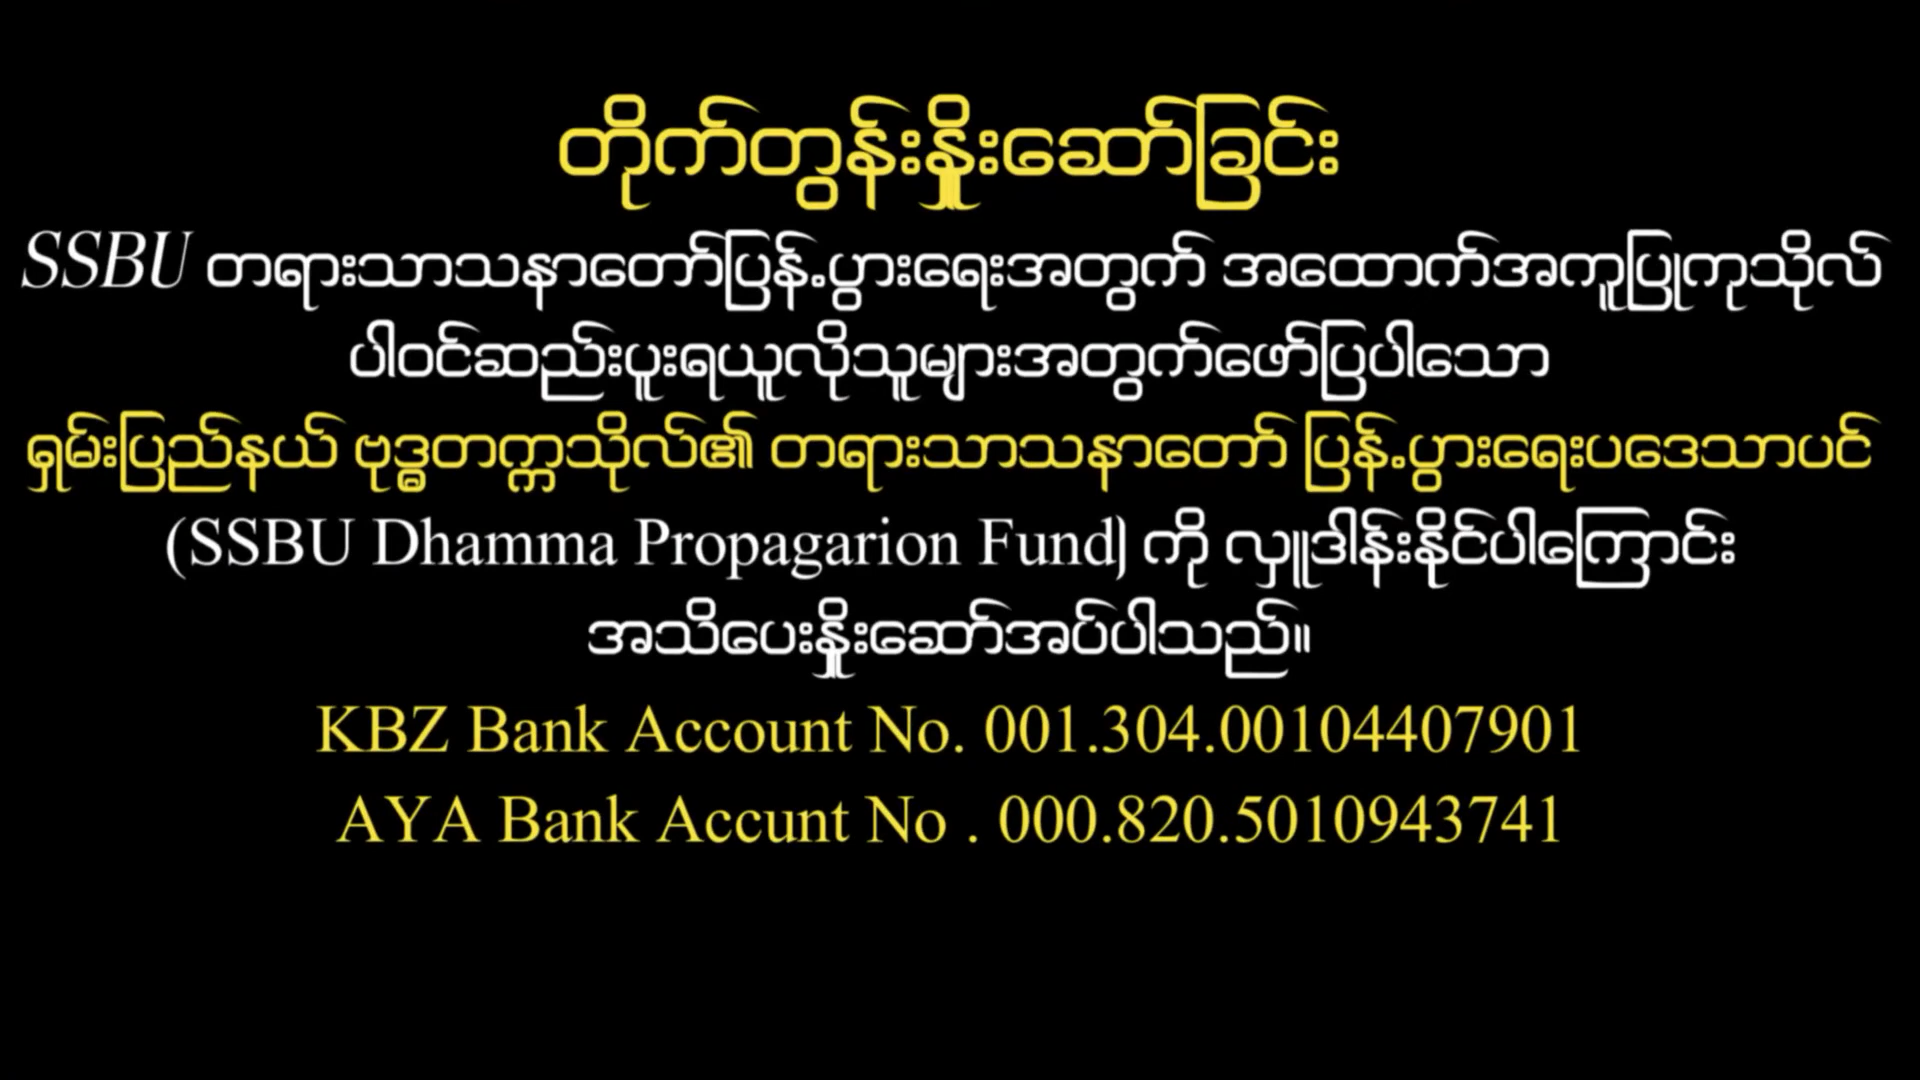 တိုက်တွန်းနှိုးဆော်ခြင်း
SSBU တရားသာသနာတော်ပြန့်ပွားရေးအတွက် အထောက်အကူပြုကုသိုလ်
ပါဝင်ဆည်းပူးရယူလိုသူများအတွက်ဖော်ပြပါသော
ရှမ်းပြည်နယ် ဗုဒ္ဓတက္ကသိုလ်၏ တရားသာသနာတော် ပြန့်ပွားရေးပဒေသာပင်
(SSBU Dhamma Propagarion Fund) ကို လှူဒါန်းနိုင်ပါကြောင်း
အသိပေးနှိုးဆော်အပ်ပါသည်။
KBZ Bank Account No. 001.304.00104407901
AYA Bank Accunt No . 000.820.5010943741